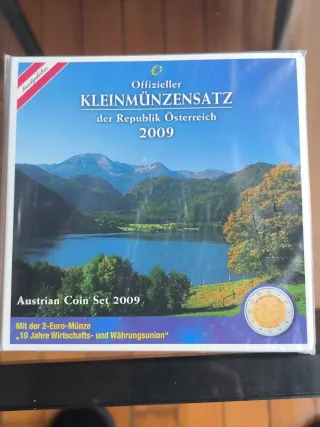 Offizieller
KLEINMÜNZENSATZ
der Republik Österreich
2009
Austrian Coin Set 2009
Mit der 2-Euro-Münze
„10 Jahre Wirtschafts- und Währungsunion"